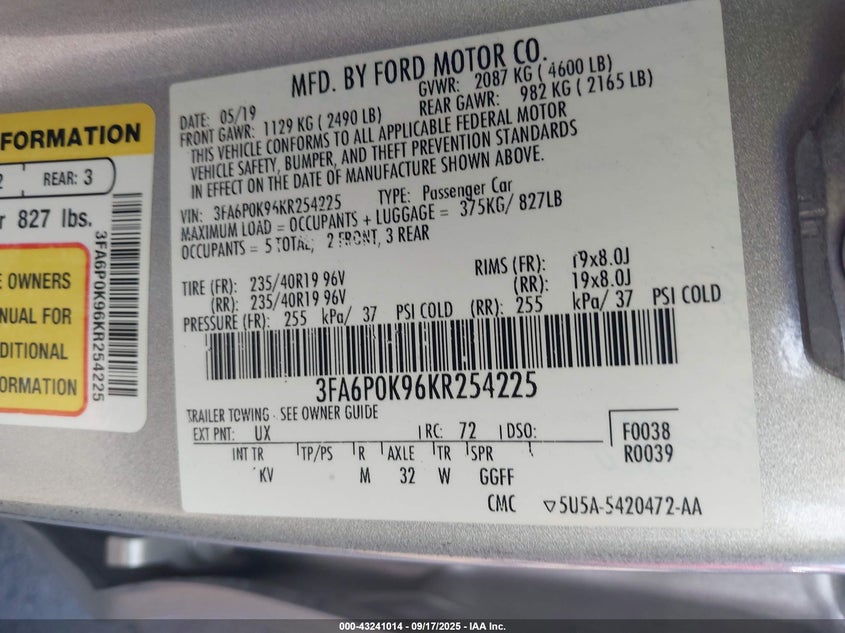 MFD. BY FORD MOTOR CO.
DATE: 05/19
GVWR: 2087 KG ( 4600 LB)
FRONT GAWR: 1129 KG ( 2490 LB)
REAR GAWR: 982 KG ( 2165 LB)
THIS VEHICLE CONFORMS TO ALL APPLICABLE FEDERAL MOTOR
VEHICLE SAFETY, BUMPER, AND THEFT PREVENTION STANDARDS
IN EFFECT ON THE DATE OF MANUFACTURE SHOWN ABOVE.
VIN: 3FA6P0K96KR254225 TYPE: Passenger Car
MAXIMUM LOAD = OCCUPANTS + LUGGAGE = 375KG/ 827LB
OCCUPANTS = 5 TOTAL; 2 FRONT, 3 REAR
TIRE (FR): 235/40R19 96V RIMS (FR): 19x8.0J
(RR): 235/40R19 96V (RR): 19x8.0J
PRESSURE (FR): 255 kPa/ 37 PSI COLD (RR): 255 kPa/ 37 PSI COLD
3FA6P0K96KR254225
TRAILER TOWING - SEE OWNER GUIDE
EXT PNT: UX RC: 72 DSO: F0038
R0039
INT TR TP/PS R AXLE TR SPR
KV M 32 W GGFF
CMC ▽5U5A-5420472-AA
FORMATION
2 REAR: 3
r 827 lbs.
3FA6P0K96KR254225
E OWNERS
NUAL FOR
DITIONAL
ORMATION
000-43241014 - 09/17/2025 - IAA Inc.